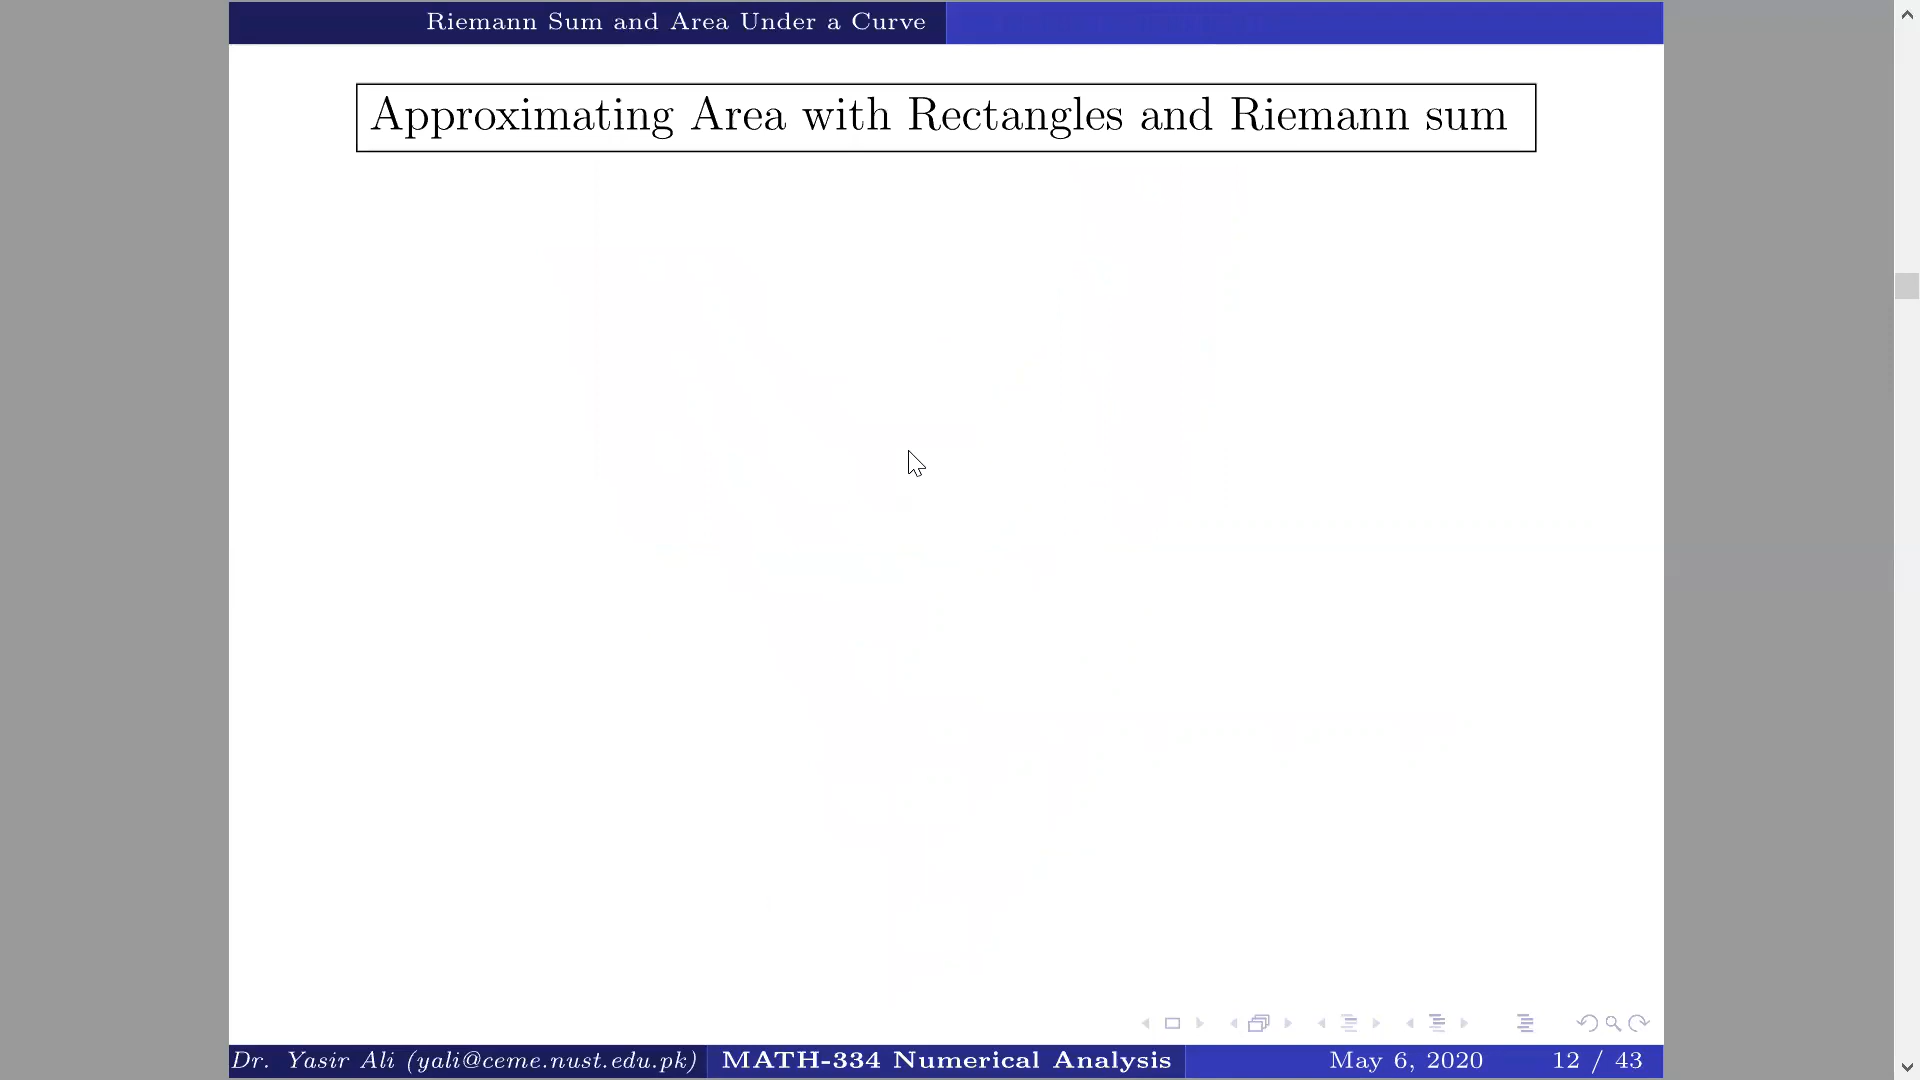 Riemann Sum and Area Under a Curve
Approximating Area with Rectangles and Riemann sum
Dr. Yasir Ali (yali@ceme.nust.edu.pk) MATH-334 Numerical Analysis May 6, 2020 12 / 43